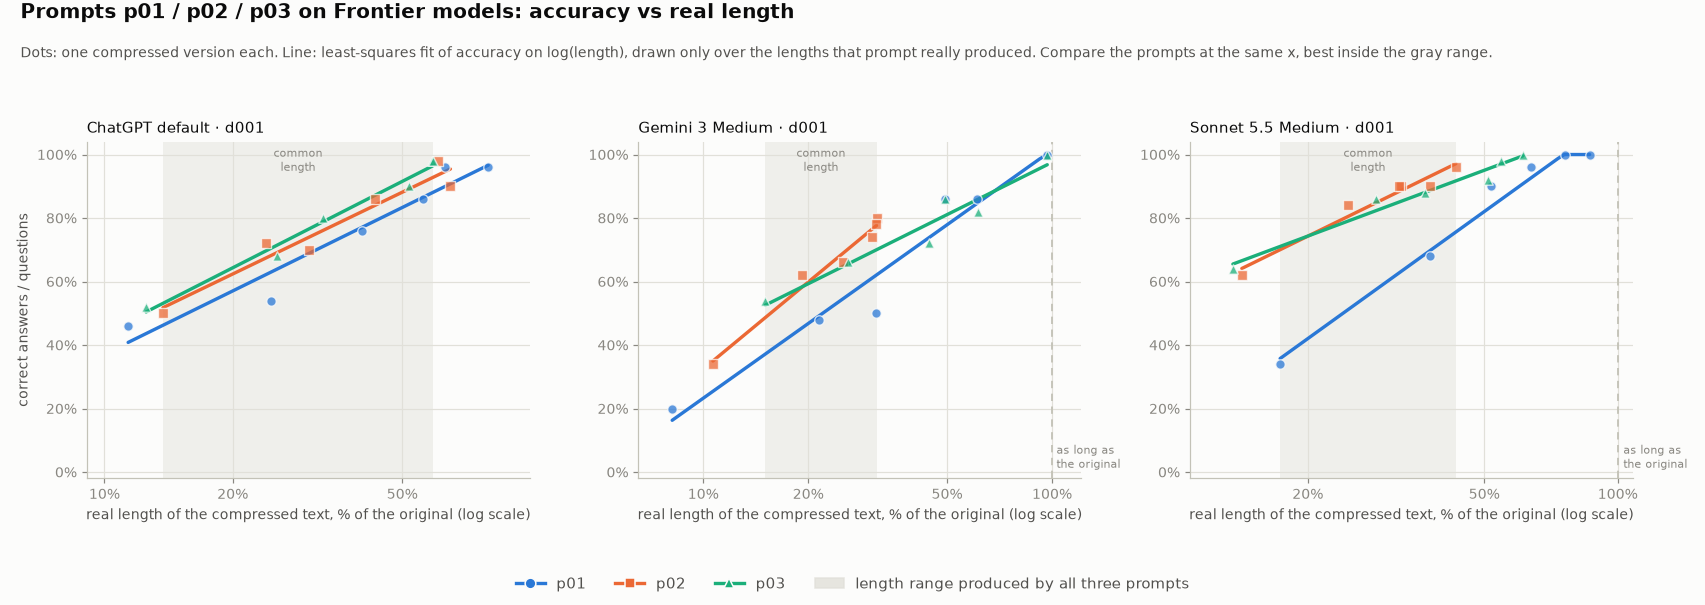 Prompts p01 / p02 / p03 on Frontier models: accuracy vs real length
Dots: one compressed version each. Line: least-squares fit of accuracy on log(length), drawn only over the lengths that prompt really produced. Compare the prompts at the same x, best inside the gray range.
ChatGPT default · d001
correct answers / questions
100%
80%
60%
40%
20%
0%
common
length
10%
20%
50%
real length of the compressed text, % of the original (log scale)
Gemini 3 Medium · d001
100%
80%
60%
40%
20%
0%
common
length
as long as
the original
10%
20%
50%
100%
real length of the compressed text, % of the original (log scale)
Sonnet 5.5 Medium · d001
100%
80%
60%
40%
20%
0%
common
length
as long as
the original
20%
50%
100%
real length of the compressed text, % of the original (log scale)
p01
p02
p03
length range produced by all three prompts